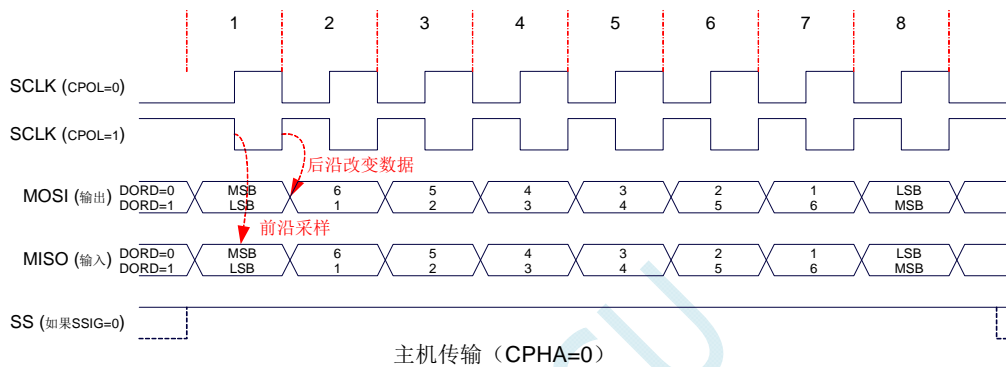 1 2 3 4 5 6 7 8
SCLK (CPOL=0)
SCLK (CPOL=1)
后沿改变数据
MOSI (输出) DORD=0 MSB 6 5 4 3 2 1 LSB
DORD=1 LSB 1 2 3 4 5 6 MSB
前沿采样
MISO (输入) DORD=0 MSB 6 5 4 3 2 1 LSB
DORD=1 LSB 1 2 3 4 5 6 MSB
SS (如果SSIG=0)
主机传输（CPHA=0）